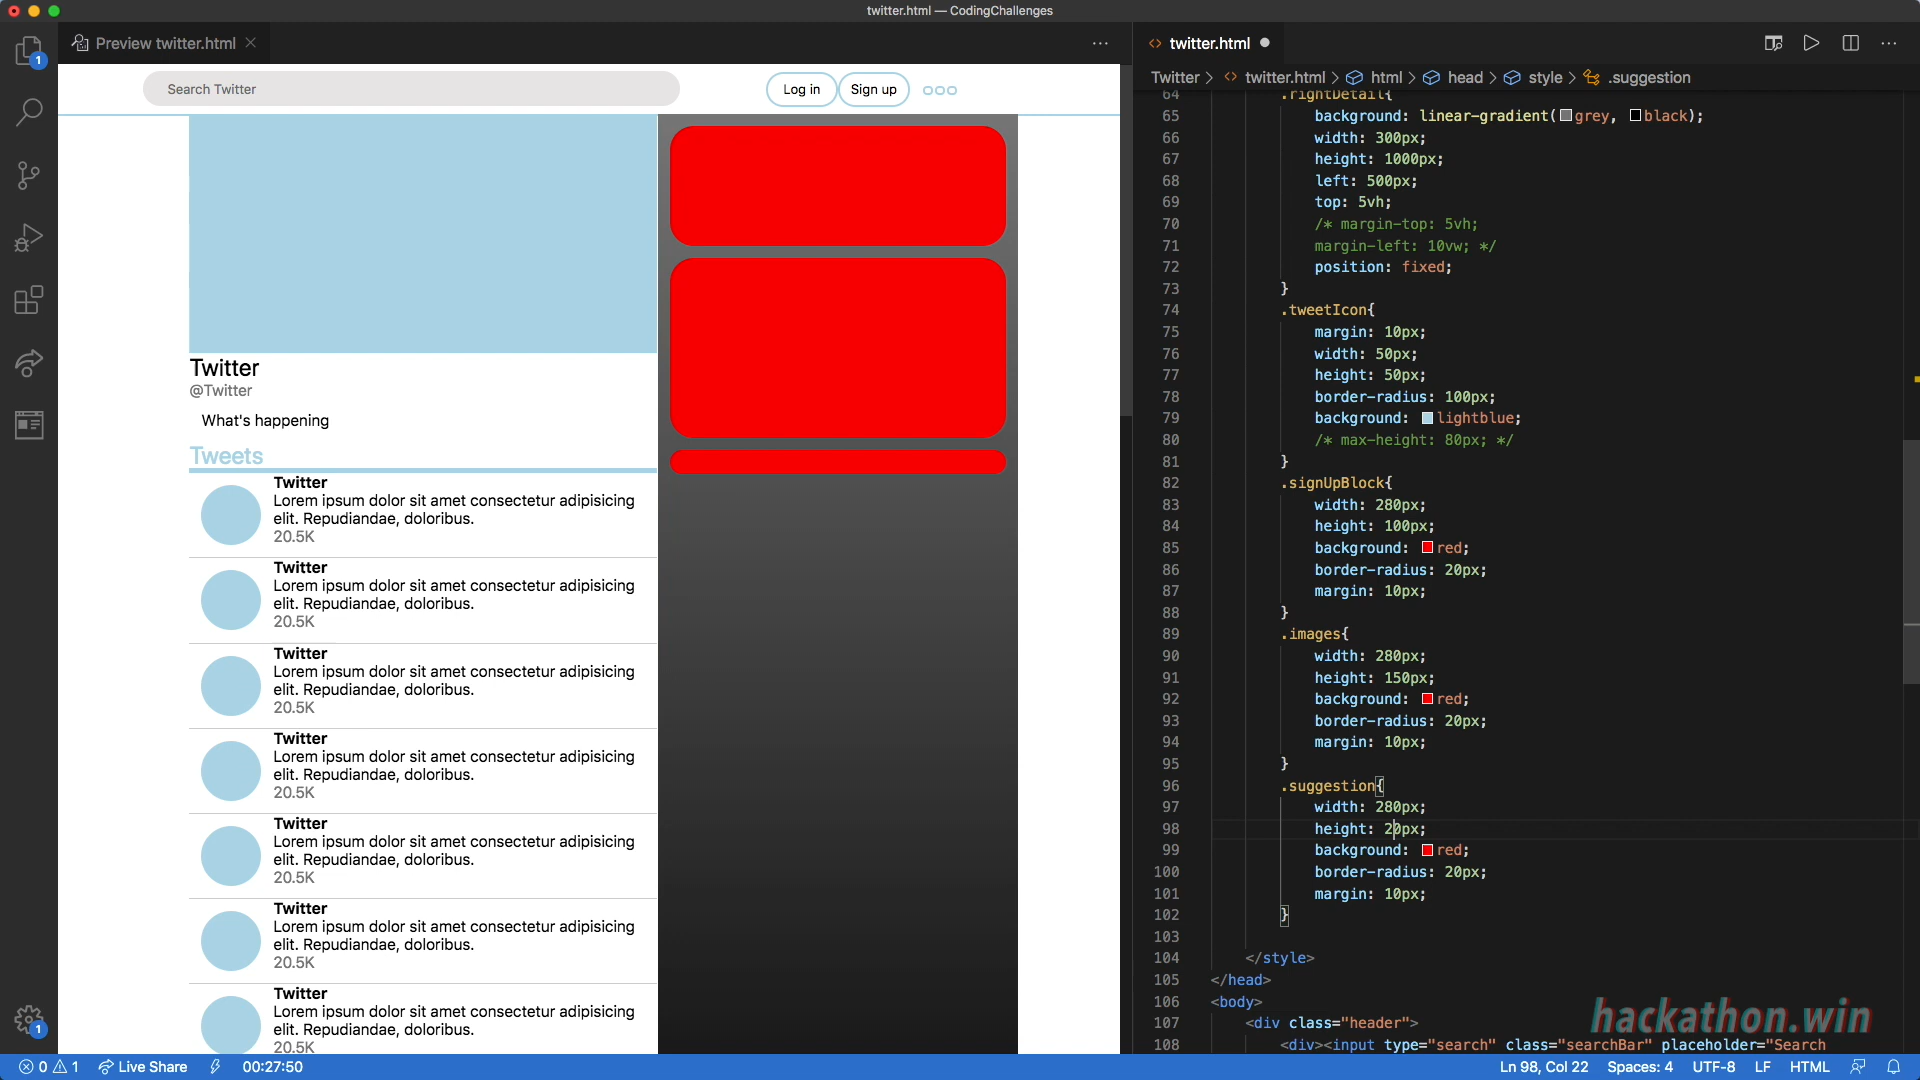 twitter.html — CodingChallenges
Preview twitter.html
twitter.html
1
Search Twitter
Log in
Sign up
Twitter
@Twitter
What's happening
Tweets
Twitter
Lorem ipsum dolor sit amet consectetur adipisicing
elit. Repudiandae, doloribus.
20.5K
Twitter
Lorem ipsum dolor sit amet consectetur adipisicing
elit. Repudiandae, doloribus.
20.5K
Twitter
Lorem ipsum dolor sit amet consectetur adipisicing
elit. Repudiandae, doloribus.
20.5K
Twitter
Lorem ipsum dolor sit amet consectetur adipisicing
elit. Repudiandae, doloribus.
20.5K
Twitter
Lorem ipsum dolor sit amet consectetur adipisicing
elit. Repudiandae, doloribus.
20.5K
Twitter
Lorem ipsum dolor sit amet consectetur adipisicing
elit. Repudiandae, doloribus.
20.5K
Twitter
Lorem ipsum dolor sit amet consectetur adipisicing
elit. Repudiandae, doloribus.
20.5K
Twitter > twitter.html > html > head > style > .suggestion
64 .rightDetail{
65 background: linear-gradient(grey, black);
66 width: 300px;
67 height: 1000px;
68 left: 500px;
69 top: 5vh;
70 /* margin-top: 5vh;
71 margin-left: 10vw; */
72 position: fixed;
73 }
74 .tweetIcon{
75 margin: 10px;
76 width: 50px;
77 height: 50px;
78 border-radius: 100px;
79 background: lightblue;
80 /* max-height: 80px; */
81 }
82 .signUpBlock{
83 width: 280px;
84 height: 100px;
85 background: red;
86 border-radius: 20px;
87 margin: 10px;
88 }
89 .images{
90 width: 280px;
91 height: 150px;
92 background: red;
93 border-radius: 20px;
94 margin: 10px;
95 }
96 .suggestion{
97 width: 280px;
98 height: 20px;
99 background: red;
100 border-radius: 20px;
101 margin: 10px;
102 }
103
104 </style>
105 </head>
106 <body>
107 <div class="header">
108 <div><input type="search" class="searchBar" placeholder="Search
hackathon.win
1
0 1 Live Share 00:27:50
Ln 98, Col 22 Spaces: 4 UTF-8 LF HTML